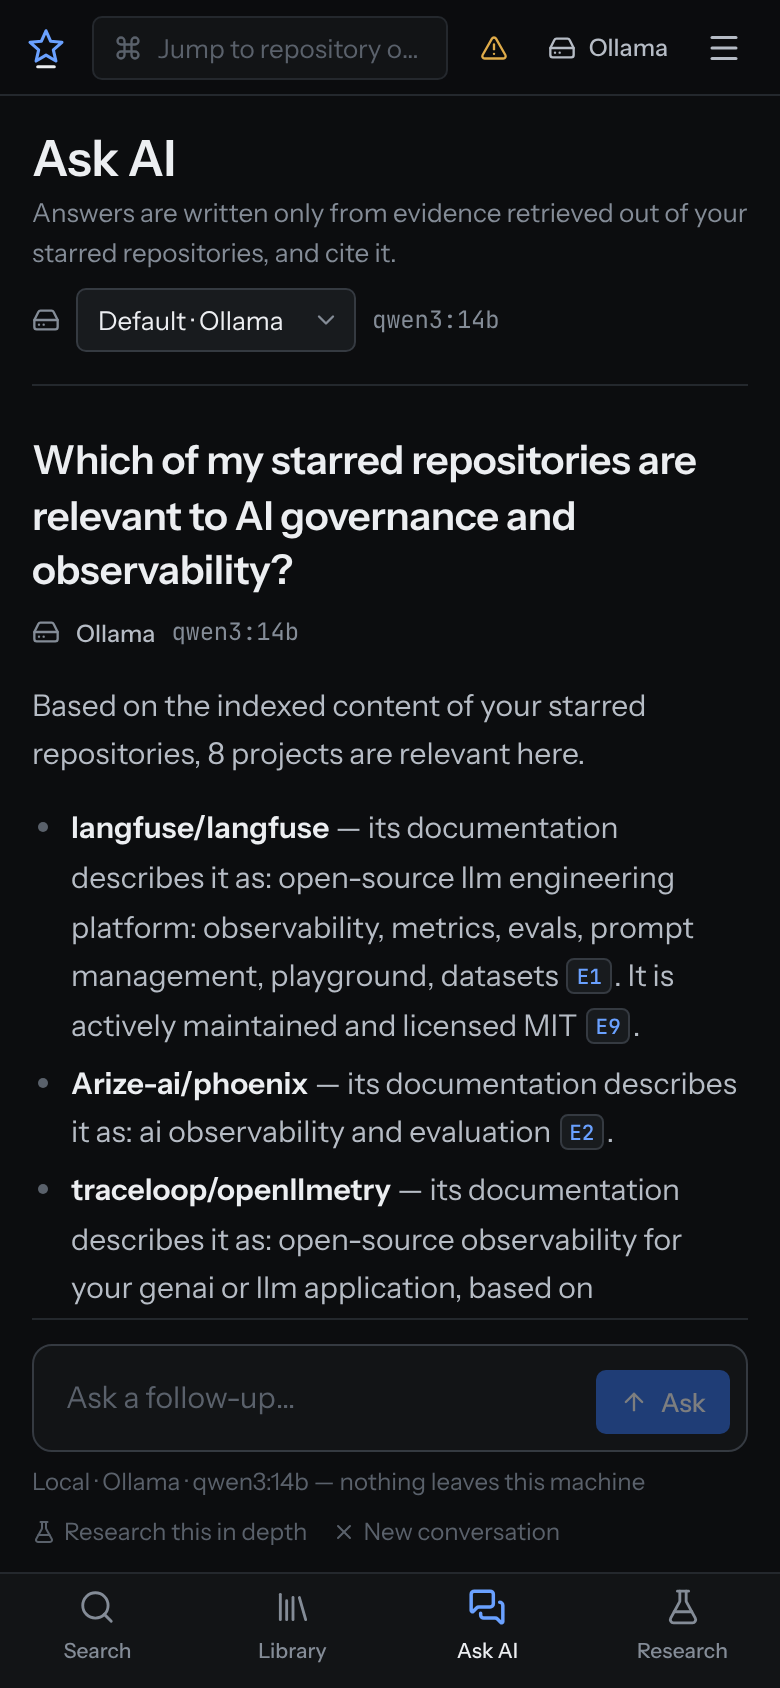 Jump to repository o...
Ollama
Ask AI
Answers are written only from evidence retrieved out of your
starred repositories, and cite it.
Default · Ollama
qwen3:14b
Which of my starred repositories are
relevant to AI governance and
observability?
Ollama qwen3:14b
Based on the indexed content of your starred
repositories, 8 projects are relevant here.
langfuse/langfuse — its documentation
describes it as: open-source llm engineering
platform: observability, metrics, evals, prompt
management, playground, datasets E1. It is
actively maintained and licensed MIT E9.
Arize-ai/phoenix — its documentation describes
it as: ai observability and evaluation E2.
traceloop/openllmetry — its documentation
describes it as: open-source observability for
your genai or llm application, based on
Ask a follow-up...
Ask
Local · Ollama · qwen3:14b — nothing leaves this machine
Research this in depth
New conversation
Search
Library
Ask AI
Research